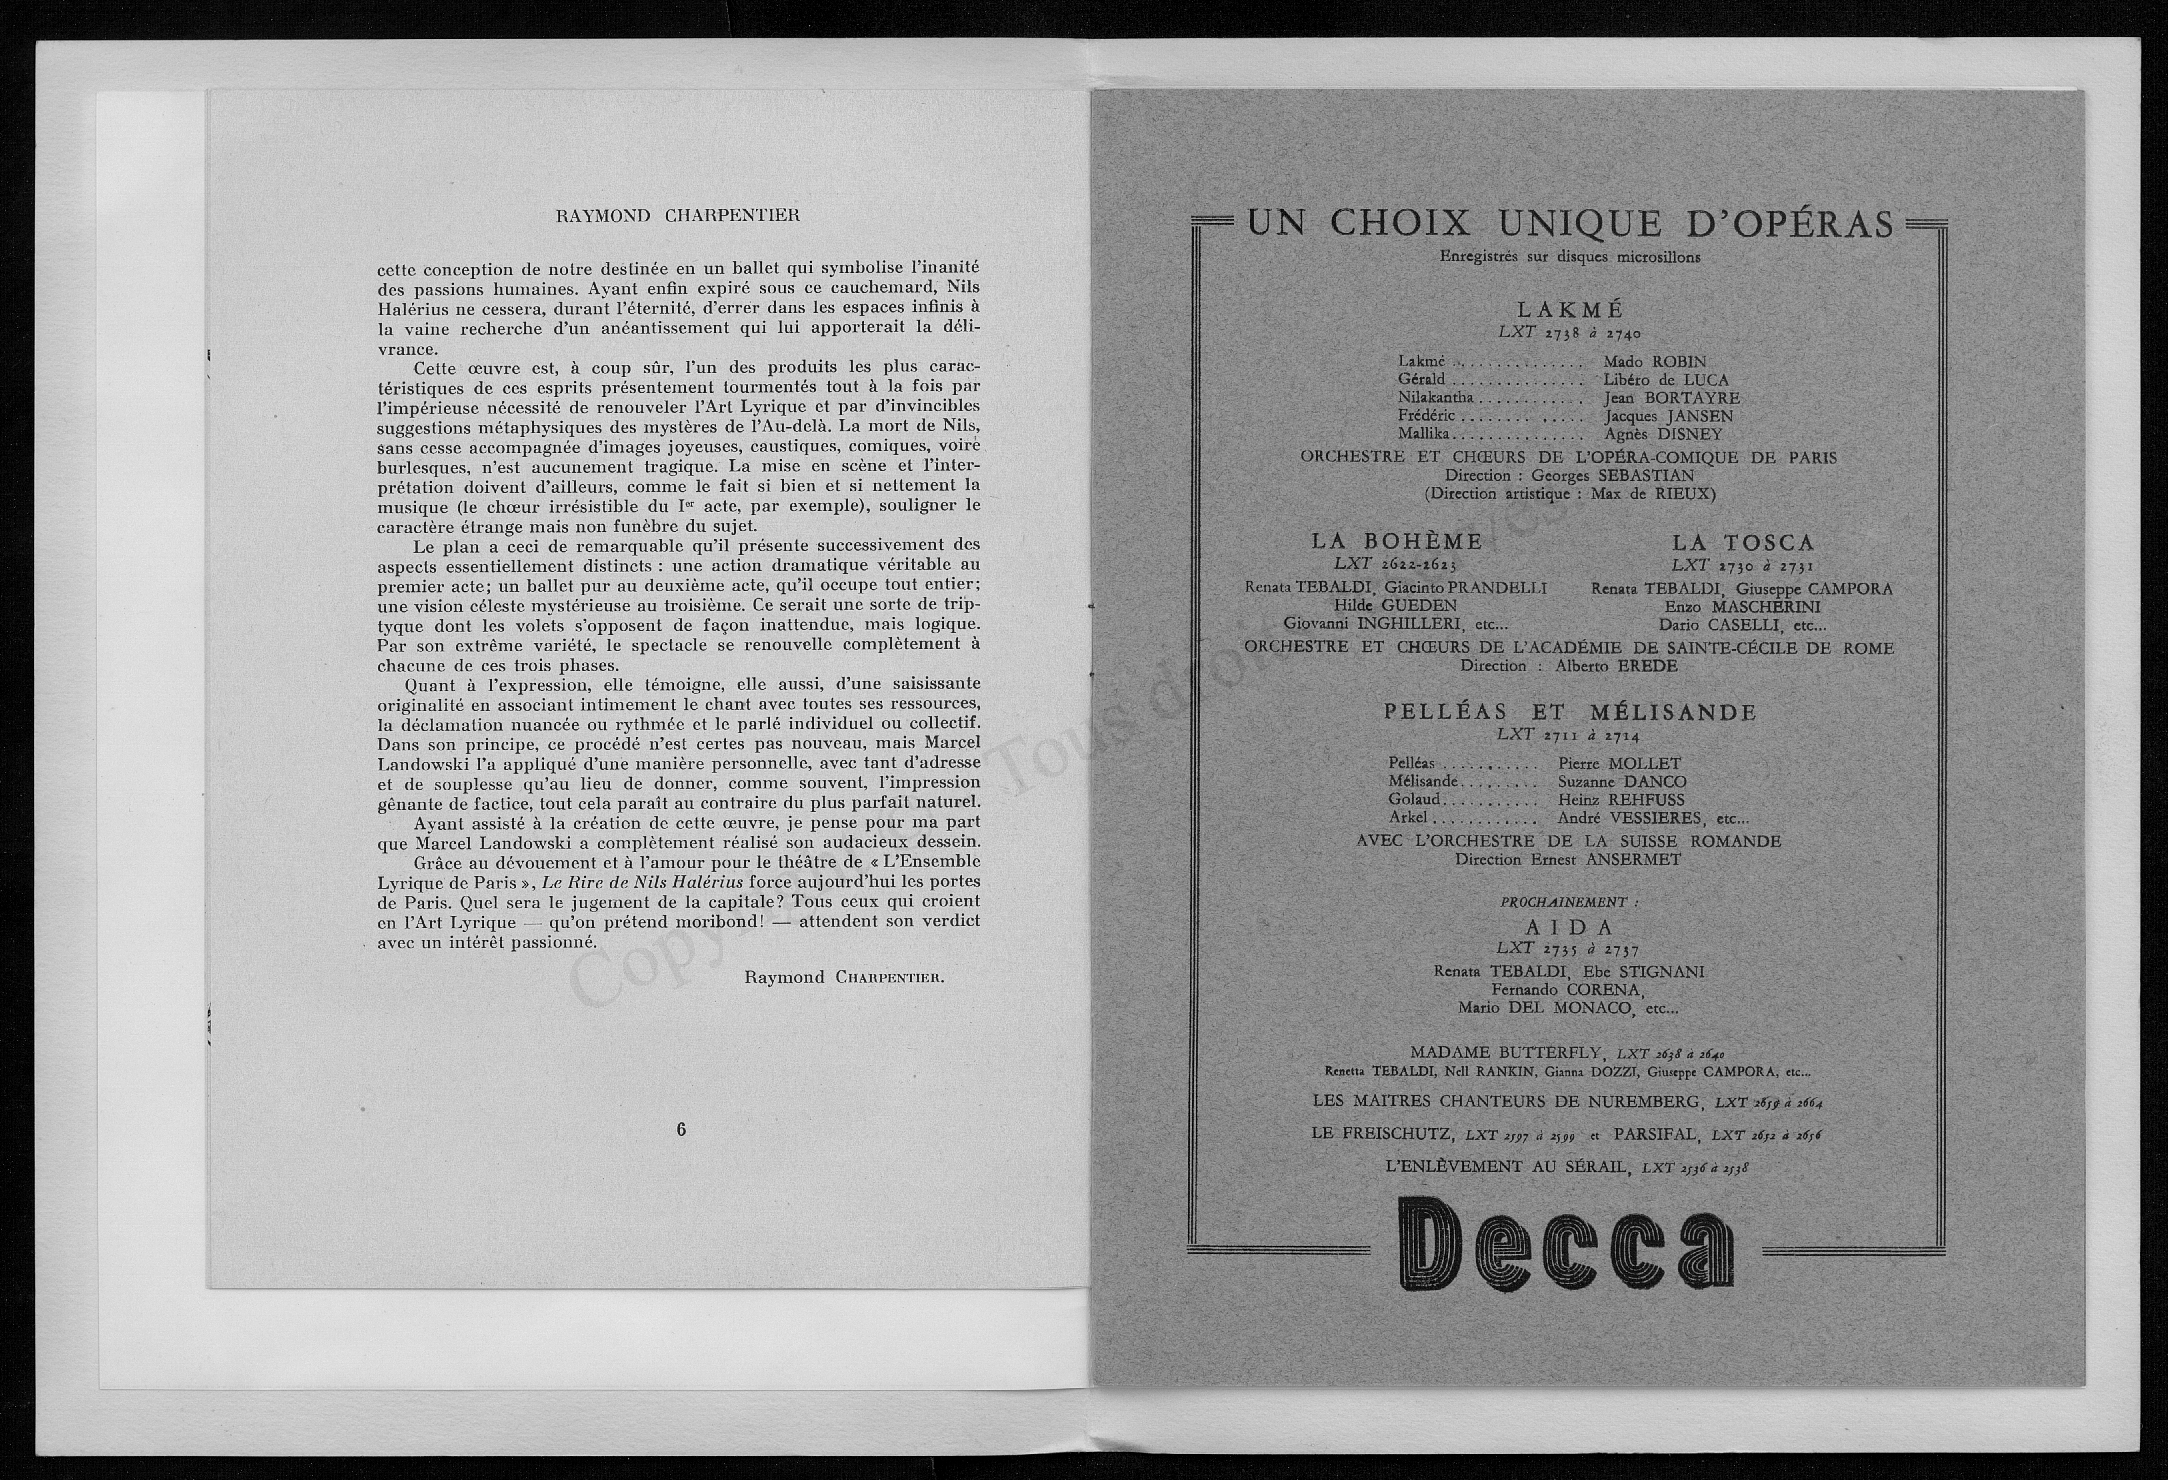 RAYMOND CHARPENTIER
cette conception de notre destinée en un ballet qui symbolise l'inanité
des passions humaines. Ayant enfin expiré sous ce cauchemard, Nils
Halérius ne cessera, durant l'éternité, d'errer dans les espaces infinis à
la vaine recherche d'un anéantissement qui lui apporterait la déli-
vrance.
Cette œuvre est, à coup sûr, l'un des produits les plus carac-
téristiques de ces esprits présentement tourmentés tout à la fois par
l'impérieuse nécessité de renouveler l'Art Lyrique et par d'invincibles
suggestions métaphysiques des mystères de l'Au-delà. La mort de Nils,
sans cesse accompagnée d'images joyeuses, caustiques, comiques, voire
burlesques, n'est aucunement tragique. La mise en scène et l'inter-
prétation doivent d'ailleurs, comme le fait si bien et si nettement la
musique (le chœur irrésistible du Ier acte, par exemple), souligner le
caractère étrange mais non funèbre du sujet.
Le plan a ceci de remarquable qu'il présente successivement des
aspects essentiellement distincts : une action dramatique véritable au
premier acte; un ballet pur au deuxième acte, qu'il occupe tout entier;
une vision céleste mystérieuse au troisième. Ce serait une sorte de trip-
tyque dont les volets s'opposent de façon inattendue, mais logique.
Par son extrême variété, le spectacle se renouvelle complètement à
chacune de ces trois phases.
Quant à l'expression, elle témoigne, elle aussi, d'une saisissante
originalité en associant intimement le chant avec toutes ses ressources,
la déclamation nuancée ou rythmée et le parlé individuel ou collectif.
Dans son principe, ce procédé n'est certes pas nouveau, mais Marcel
Landowski l'a appliqué d'une manière personnelle, avec tant d'adresse
et de souplesse qu'au lieu de donner, comme souvent, l'impression
gênante de factice, tout cela paraît au contraire du plus parfait naturel.
Ayant assisté à la création de cette œuvre, je pense pour ma part
que Marcel Landowski a complètement réalisé son audacieux dessein.
Grâce au dévouement et à l'amour pour le théâtre de « L'Ensemble
Lyrique de Paris », Le Rire de Nils Halérius force aujourd'hui les portes
de Paris. Quel sera le jugement de la capitale? Tous ceux qui croient
en l'Art Lyrique — qu'on prétend moribond! — attendent son verdict
avec un intérêt passionné.
Raymond CHARPENTIER.
6
UN CHOIX UNIQUE D'OPÉRAS
Enregistrés sur disques microsillons
LAKMÉ
LXT 2738 à 2740
Lakmé ............... Mado ROBIN
Gérald ............... Libéro de LUCA
Nilakantha ............ Jean BORTAYRE
Frédéric .............. Jacques JANSEN
Mallika............... Agnès DISNEY
ORCHESTRE ET CHŒURS DE L'OPÉRA-COMIQUE DE PARIS
Direction : Georges SEBASTIAN
(Direction artistique : Max de RIEUX)
LA BOHÈME
LXT 2622-2623
Renata TEBALDI, Giacinto PRANDELLI
Hilde GUEDEN
Giovanni INGHILLERI, etc...
LA TOSCA
LXT 2730 à 2731
Renata TEBALDI, Giuseppe CAMPORA
Enzo MASCHERINI
Dario CASELLI, etc...
ORCHESTRE ET CHŒURS DE L'ACADÉMIE DE SAINTE-CÉCILE DE ROME
Direction : Alberto EREDE
PELLÉAS ET MÉLISANDE
LXT 2711 à 2714
Pelléas ........... Pierre MOLLET
Mélisande......... Suzanne DANCO
Golaud........... Heinz REHFUSS
Arkel ............ André VESSIERES, etc...
AVEC L'ORCHESTRE DE LA SUISSE ROMANDE
Direction Ernest ANSERMET
PROCHAINEMENT :
AIDA
LXT 2735 à 2737
Renata TEBALDI, Ebe STIGNANI
Fernando CORENA,
Mario DEL MONACO, etc...
MADAME BUTTERFLY, LXT 2638 à 2640
Renetta TEBALDI, Nell RANKIN, Gianna DOZZI, Giuseppe CAMPORA, etc...
LES MAITRES CHANTEURS DE NUREMBERG, LXT 2659 à 2664
LE FREISCHUTZ, LXT 2597 à 2599 et PARSIFAL, LXT 2652 à 2656
L'ENLÈVEMENT AU SÉRAIL, LXT 2536 à 2538
Decca